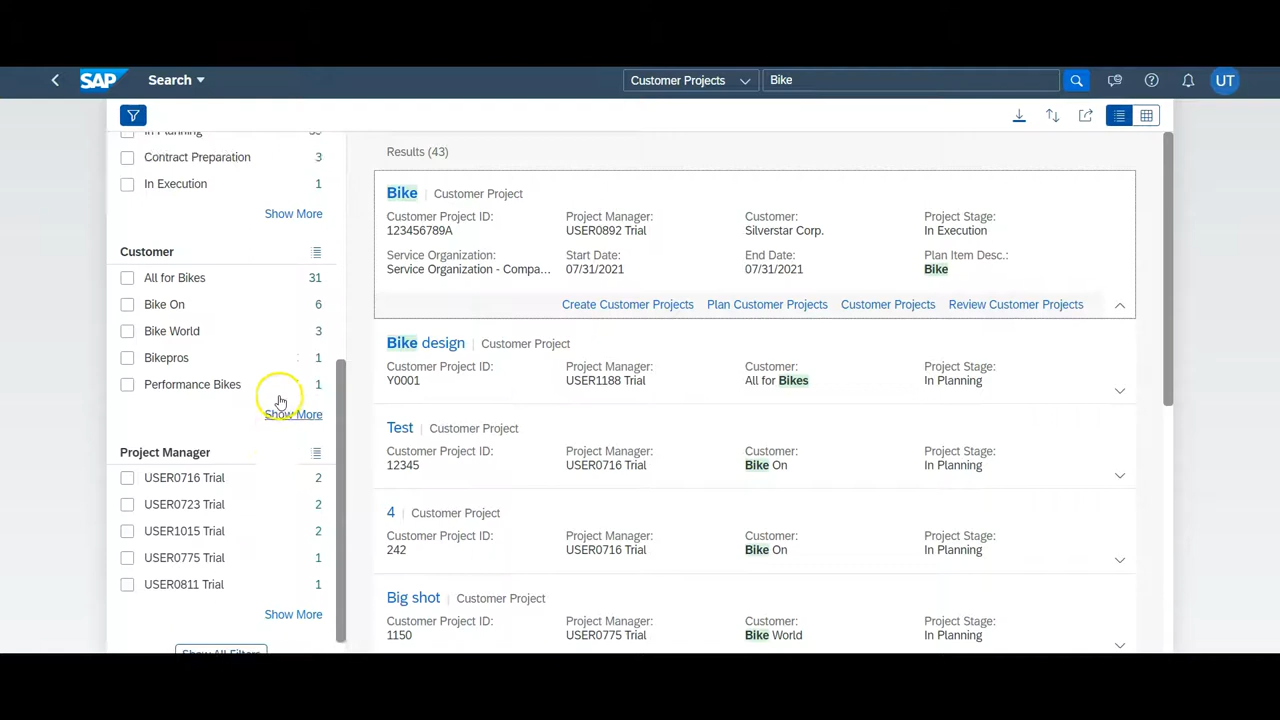 SAP Search Customer Projects Bike UT
In Planning 39
Contract Preparation 3
In Execution 1
Show More
Customer
All for Bikes 31
Bike On 6
Bike World 3
Bikepros 1
Performance Bikes 1
Show More
Project Manager
USER0716 Trial 2
USER0723 Trial 2
USER1015 Trial 2
USER0775 Trial 1
USER0811 Trial 1
Show More
Show All Filters
Results (43)
Bike | Customer Project
Customer Project ID: Project Manager: Customer: Project Stage:
123456789A USER0892 Trial Silverstar Corp. In Execution
Service Organization: Start Date: End Date: Plan Item Desc.:
Service Organization - Compa... 07/31/2021 07/31/2021 Bike
Create Customer Projects Plan Customer Projects Customer Projects Review Customer Projects
Bike design | Customer Project
Customer Project ID: Project Manager: Customer: Project Stage:
Y0001 USER1188 Trial All for Bikes In Planning
Test | Customer Project
Customer Project ID: Project Manager: Customer: Project Stage:
12345 USER0716 Trial Bike On In Planning
4 | Customer Project
Customer Project ID: Project Manager: Customer: Project Stage:
242 USER0716 Trial Bike On In Planning
Big shot | Customer Project
Customer Project ID: Project Manager: Customer: Project Stage:
1150 USER0775 Trial Bike World In Planning